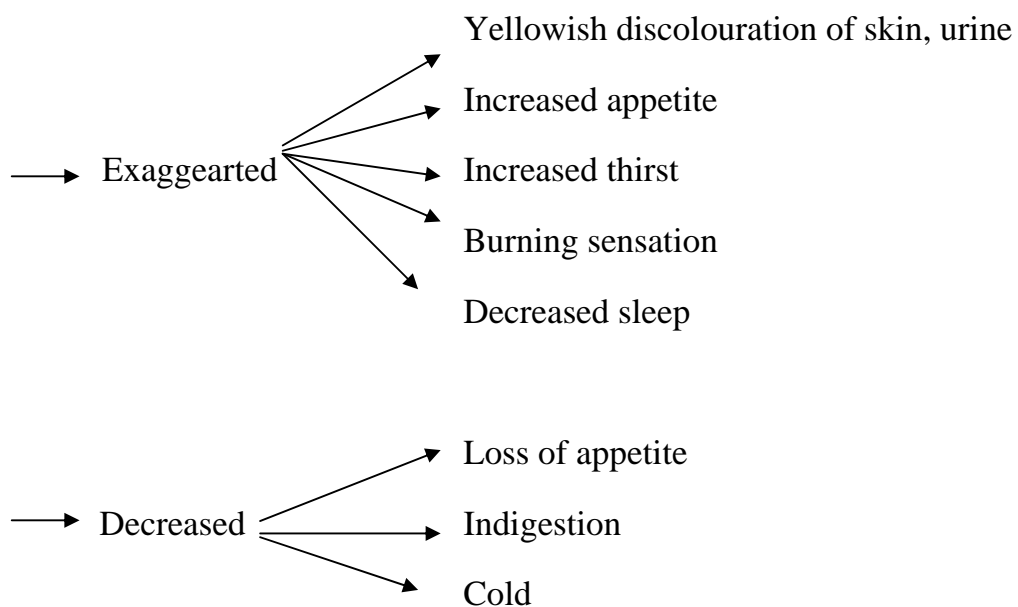 Yellowish discolouration of skin, urine
Increased appetite
Exaggearted
Increased thirst
Burning sensation
Decreased sleep
Loss of appetite
Decreased
Indigestion
Cold